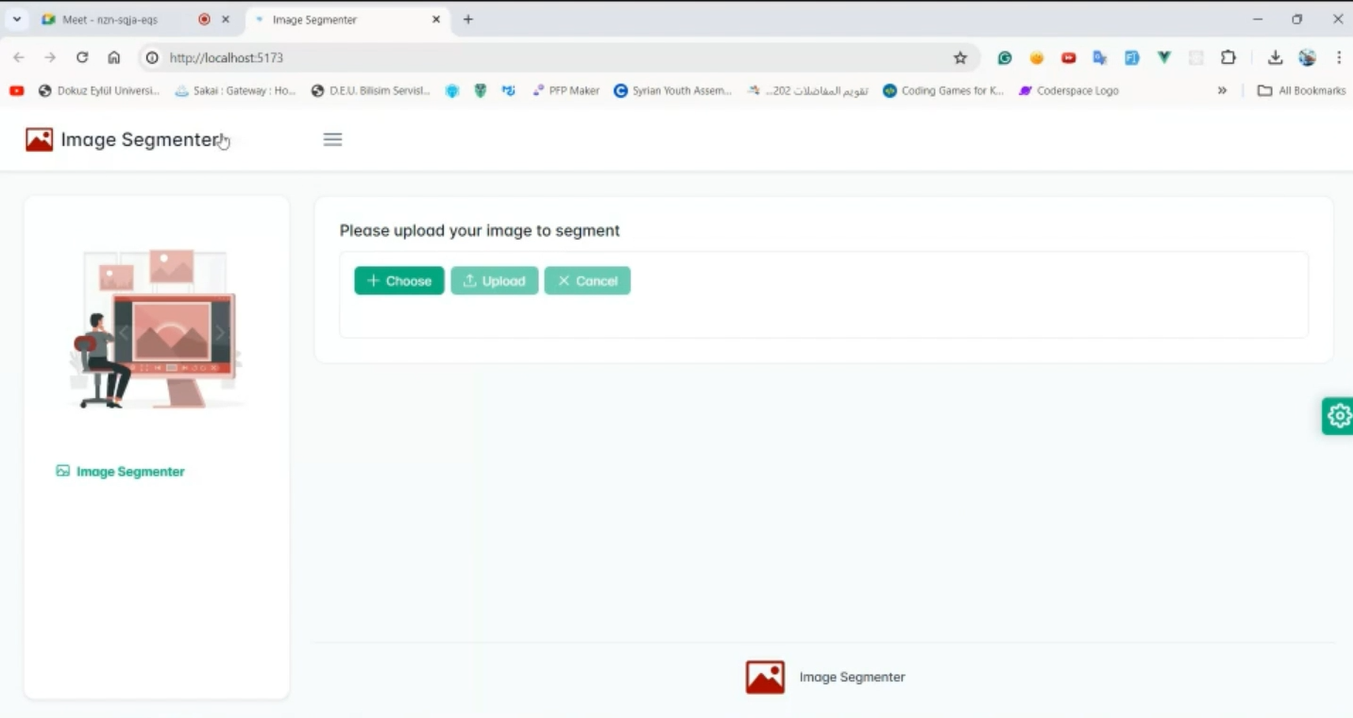 Meet - nzn-sqja-eqs
Image Segmenter
http://localhost:5173
Dokuz Eylül Üniversi...
Sakai : Gateway : Ho...
D.E.U. Bilisim Servisl...
PFP Maker
Syrian Youth Assem...
تقويم المفاضلات 202...
Coding Games for K...
Coderspace Logo
All Bookmarks
Image Segmenter
Please upload your image to segment
Choose
Upload
Cancel
Image Segmenter
Image Segmenter